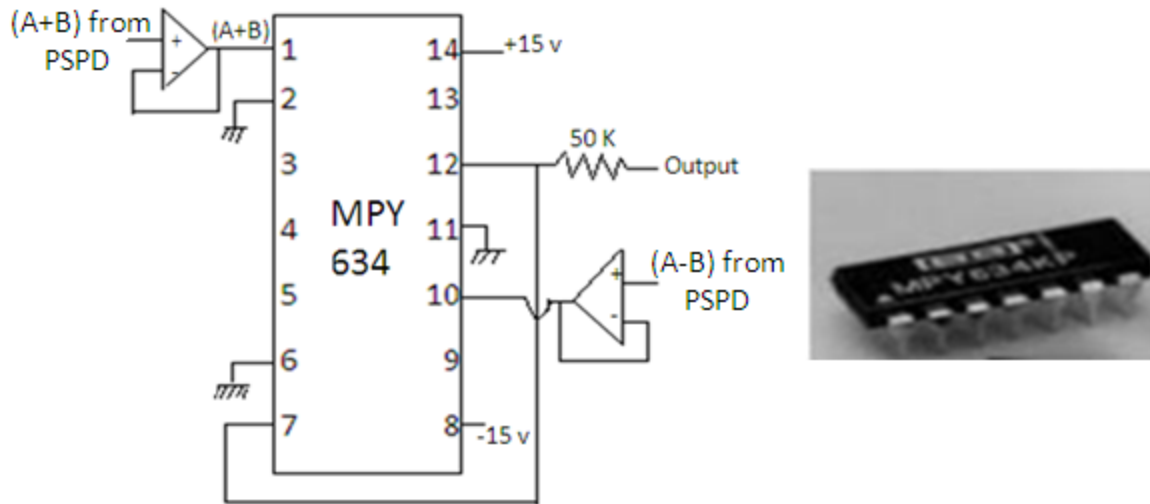 (A+B) from
PSPD
(A+B)
1
2
3
4
5
6
7
MPY
634
14
13
12
11
10
9
8
+15 v
50 K
Output
(A-B) from
PSPD
-15 v
+
-
+
-
MPY634KP